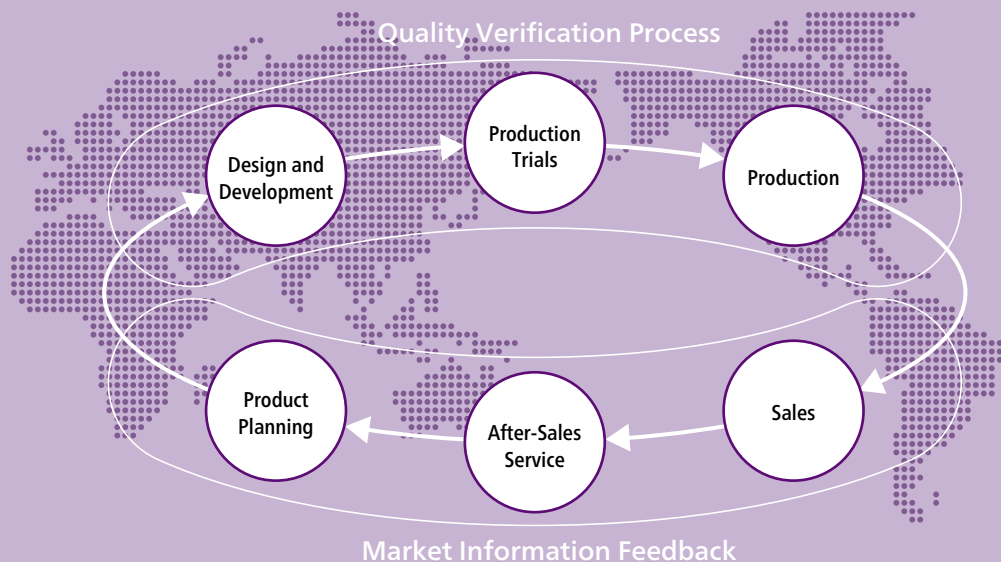 Quality Verification Process
Design and
Development
Production
Trials
Production
Product
Planning
After-Sales
Service
Sales
Market Information Feedback